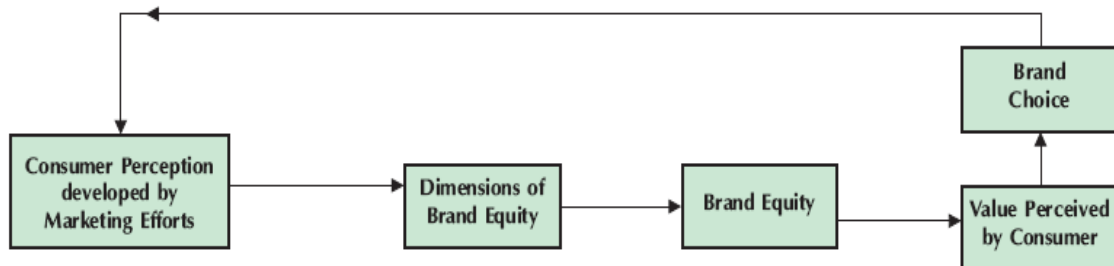 Brand
Choice
Consumer Perception
developed by
Marketing Efforts
Dimensions of
Brand Equity
Brand Equity
Value Perceived
by Consumer